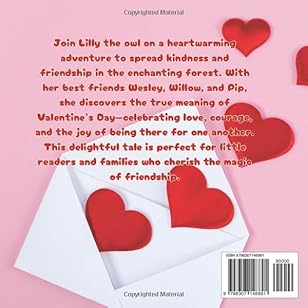 Copyrighted Material
Join Lilly the owl on a heartwarming
adventure to spread kindness and
friendship in the enchanting forest. With
her best friends Wesley, Willow, and Pip,
she discovers the true meaning of
Valentine's Day—celebrating love, courage,
and the joy of being there for one another.
This delightful tale is perfect for little
readers and families who cherish the magic
of friendship.
90000
Copyrighted Material